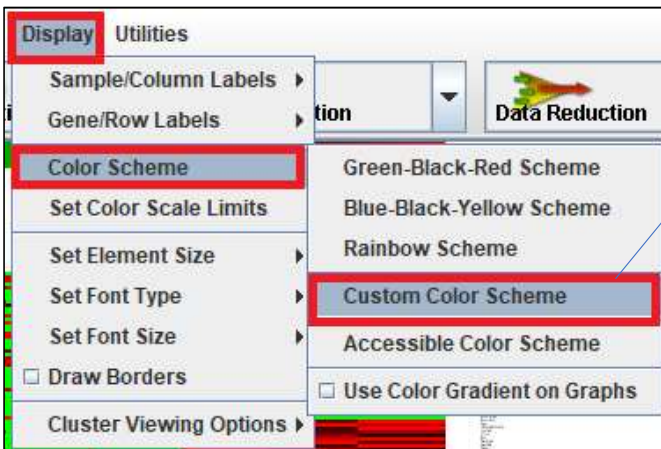 Display Utilities
Sample/Column Labels
Gene/Row Labels
tion
Data Reduction
Color Scheme
Set Color Scale Limits
Set Element Size
Set Font Type
Set Font Size
Draw Borders
Cluster Viewing Options
Green-Black-Red Scheme
Blue-Black-Yellow Scheme
Rainbow Scheme
Custom Color Scheme
Accessible Color Scheme
Use Color Gradient on Graphs